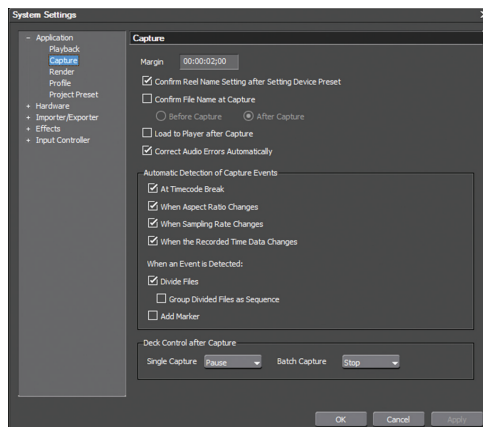 System Settings
− Application
Playback
Capture
Render
Profile
Project Preset
+ Hardware
+ Importer/Exporter
+ Effects
+ Input Controller
Capture
Margin 00:00:02;00
Confirm Reel Name Setting after Setting Device Preset
Confirm File Name at Capture
Before Capture After Capture
Load to Player after Capture
Correct Audio Errors Automatically
Automatic Detection of Capture Events
At Timecode Break
When Aspect Ratio Changes
When Sampling Rate Changes
When the Recorded Time Data Changes
When an Event is Detected:
Divide Files
Group Divided Files as Sequence
Add Marker
Deck Control after Capture
Single Capture Pause Batch Capture Stop
OK Cancel Apply